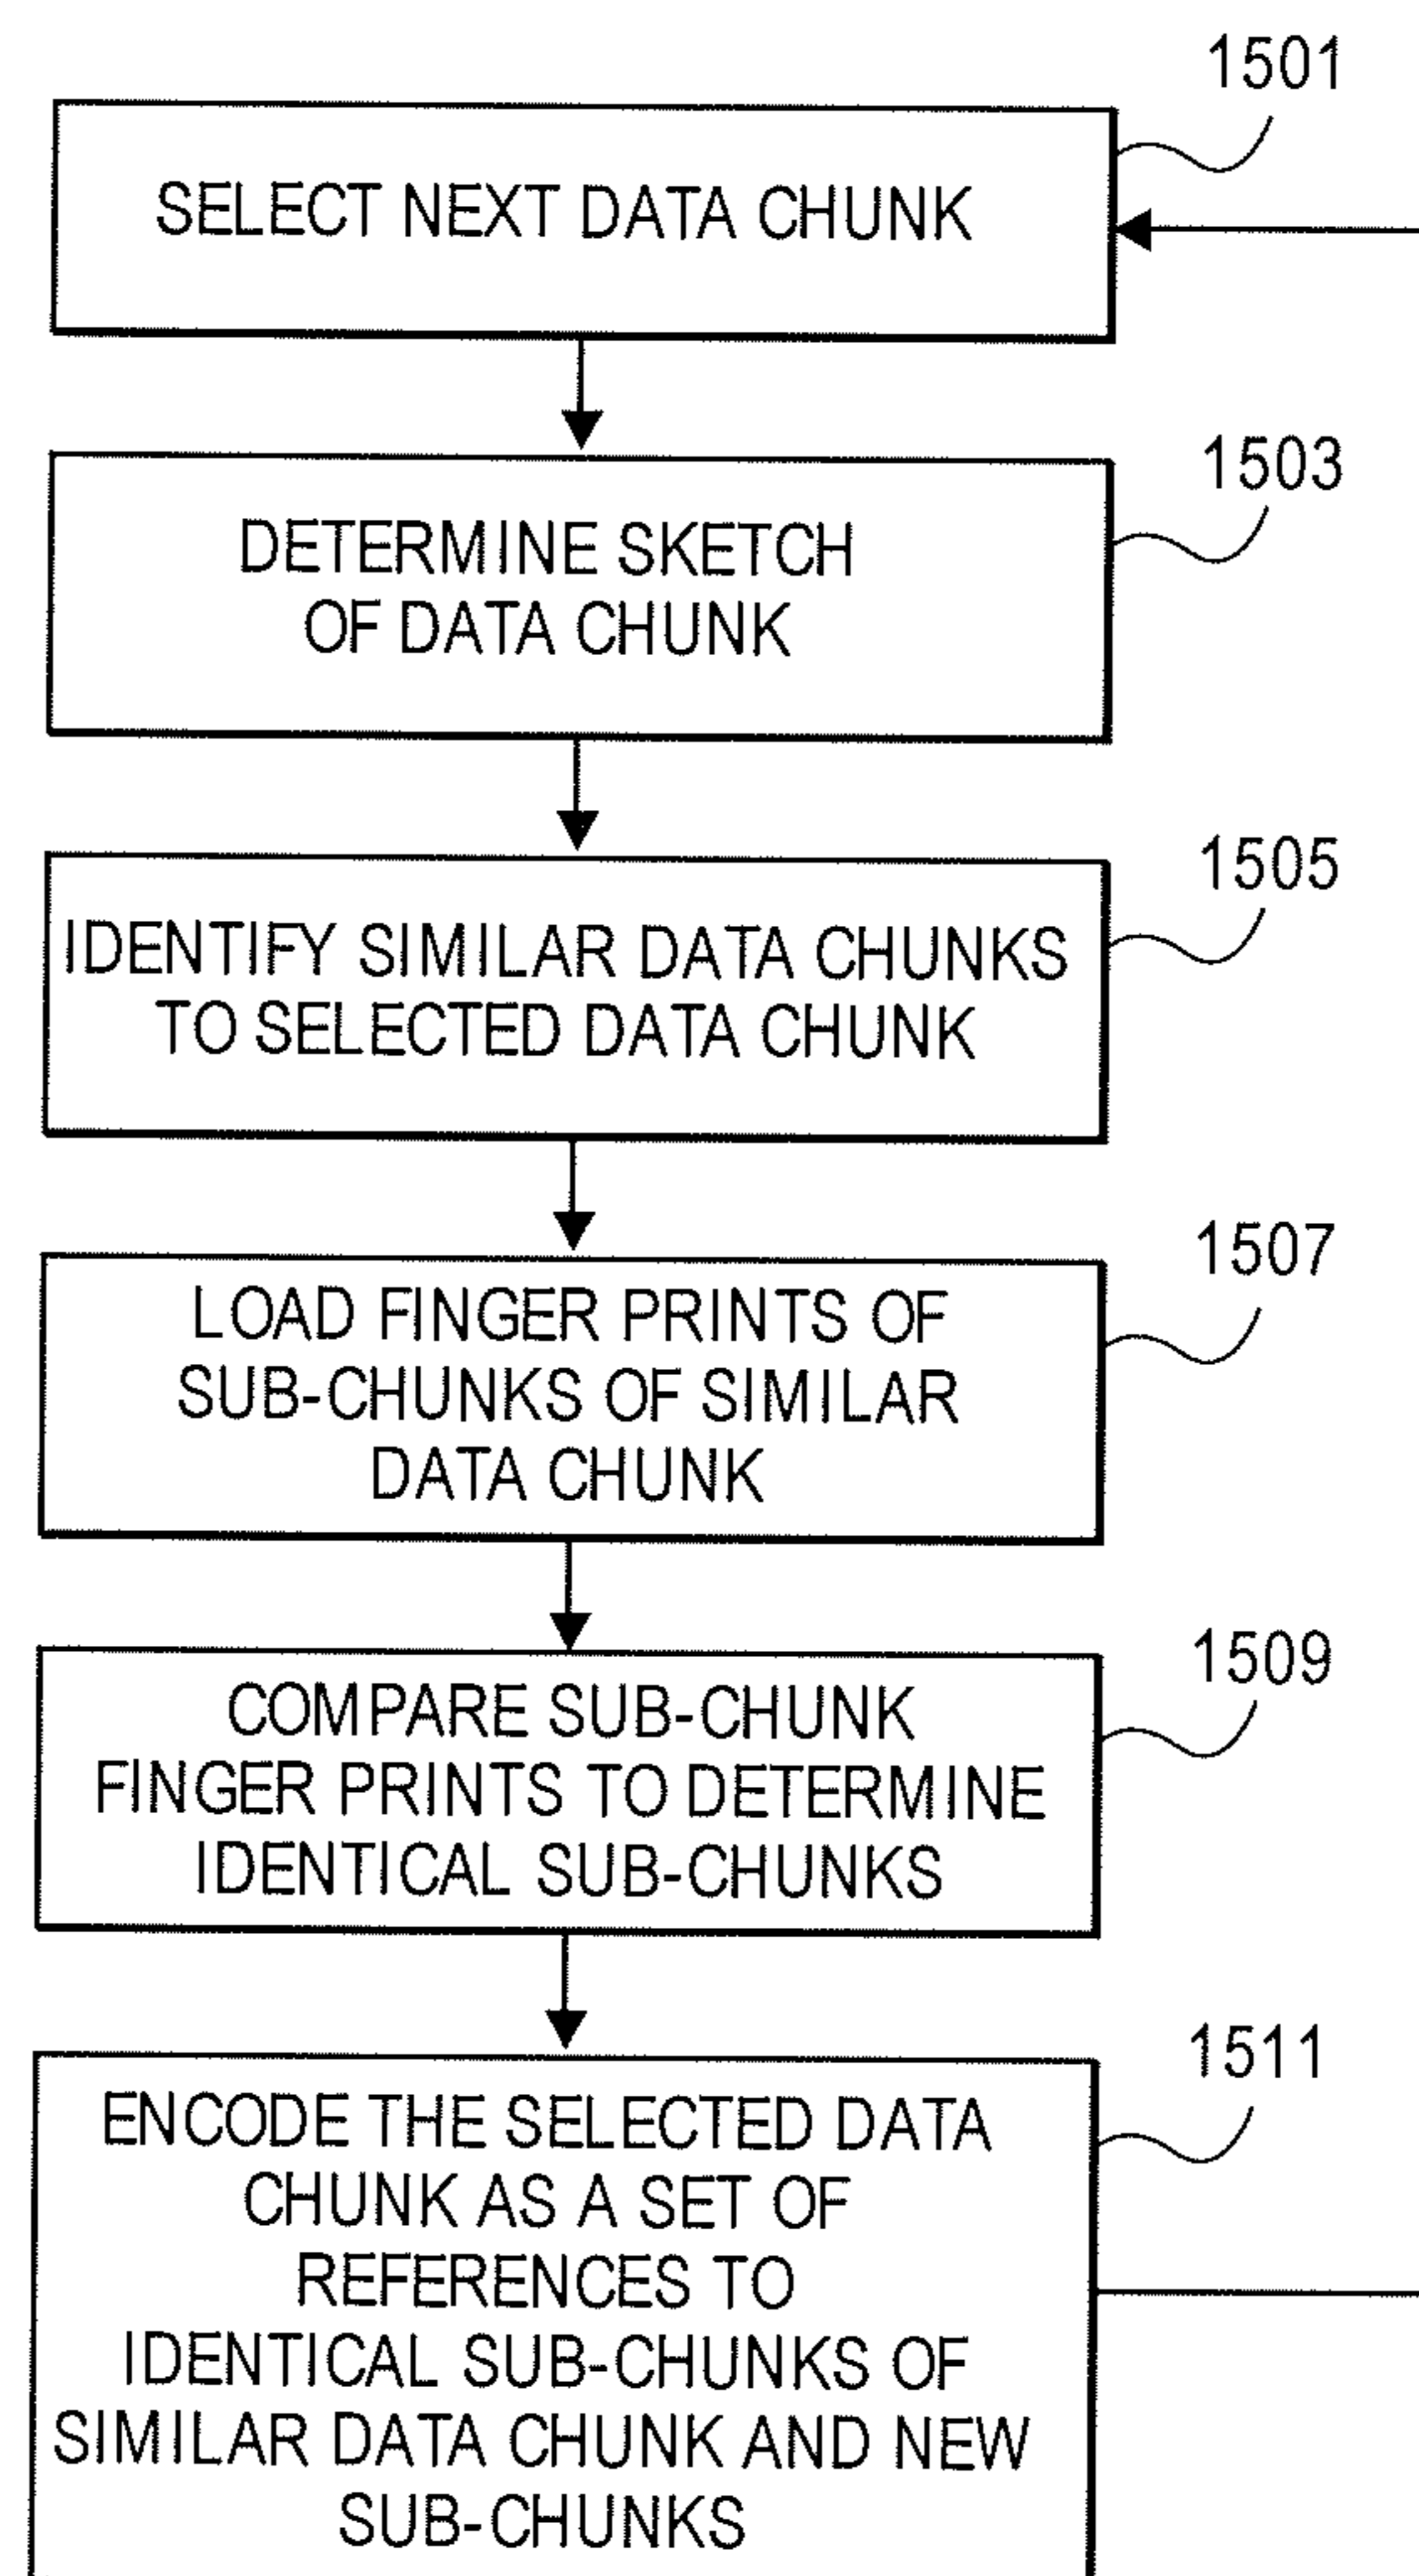 1501
SELECT NEXT DATA CHUNK
1503
DETERMINE SKETCH
OF DATA CHUNK
1505
IDENTIFY SIMILAR DATA CHUNKS
TO SELECTED DATA CHUNK
1507
LOAD FINGER PRINTS OF
SUB-CHUNKS OF SIMILAR
DATA CHUNK
1509
COMPARE SUB-CHUNK
FINGER PRINTS TO DETERMINE
IDENTICAL SUB-CHUNKS
1511
ENCODE THE SELECTED DATA
CHUNK AS A SET OF
REFERENCES TO
IDENTICAL SUB-CHUNKS OF
SIMILAR DATA CHUNK AND NEW
SUB-CHUNKS